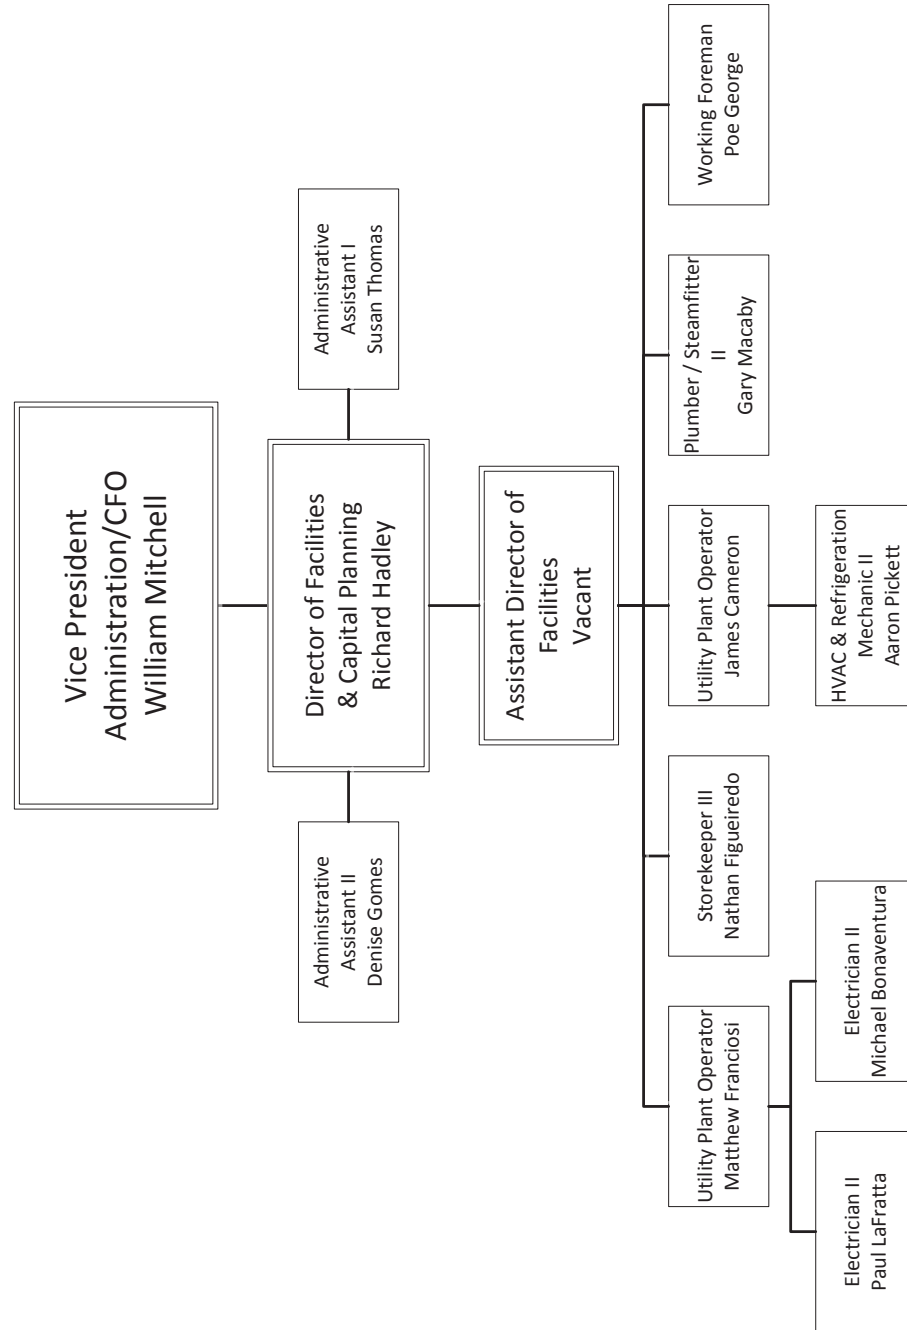 Vice President
Administration/CFO
William Mitchell
Administrative
Assistant II
Denise Gomes
Director of Facilities
& Capital Planning
Richard Hadley
Administrative
Assistant I
Susan Thomas
Assistant Director of
Facilities
Vacant
Utility Plant Operator
Matthew Franciosi
Storekeeper III
Nathan Figueiredo
Utility Plant Operator
James Cameron
Plumber / Steamfitter
II
Gary Macaby
Working Foreman
Poe George
Electrician II
Paul LaFratta
Electrician II
Michael Bonaventura
HVAC & Refrigeration
Mechanic II
Aaron Pickett